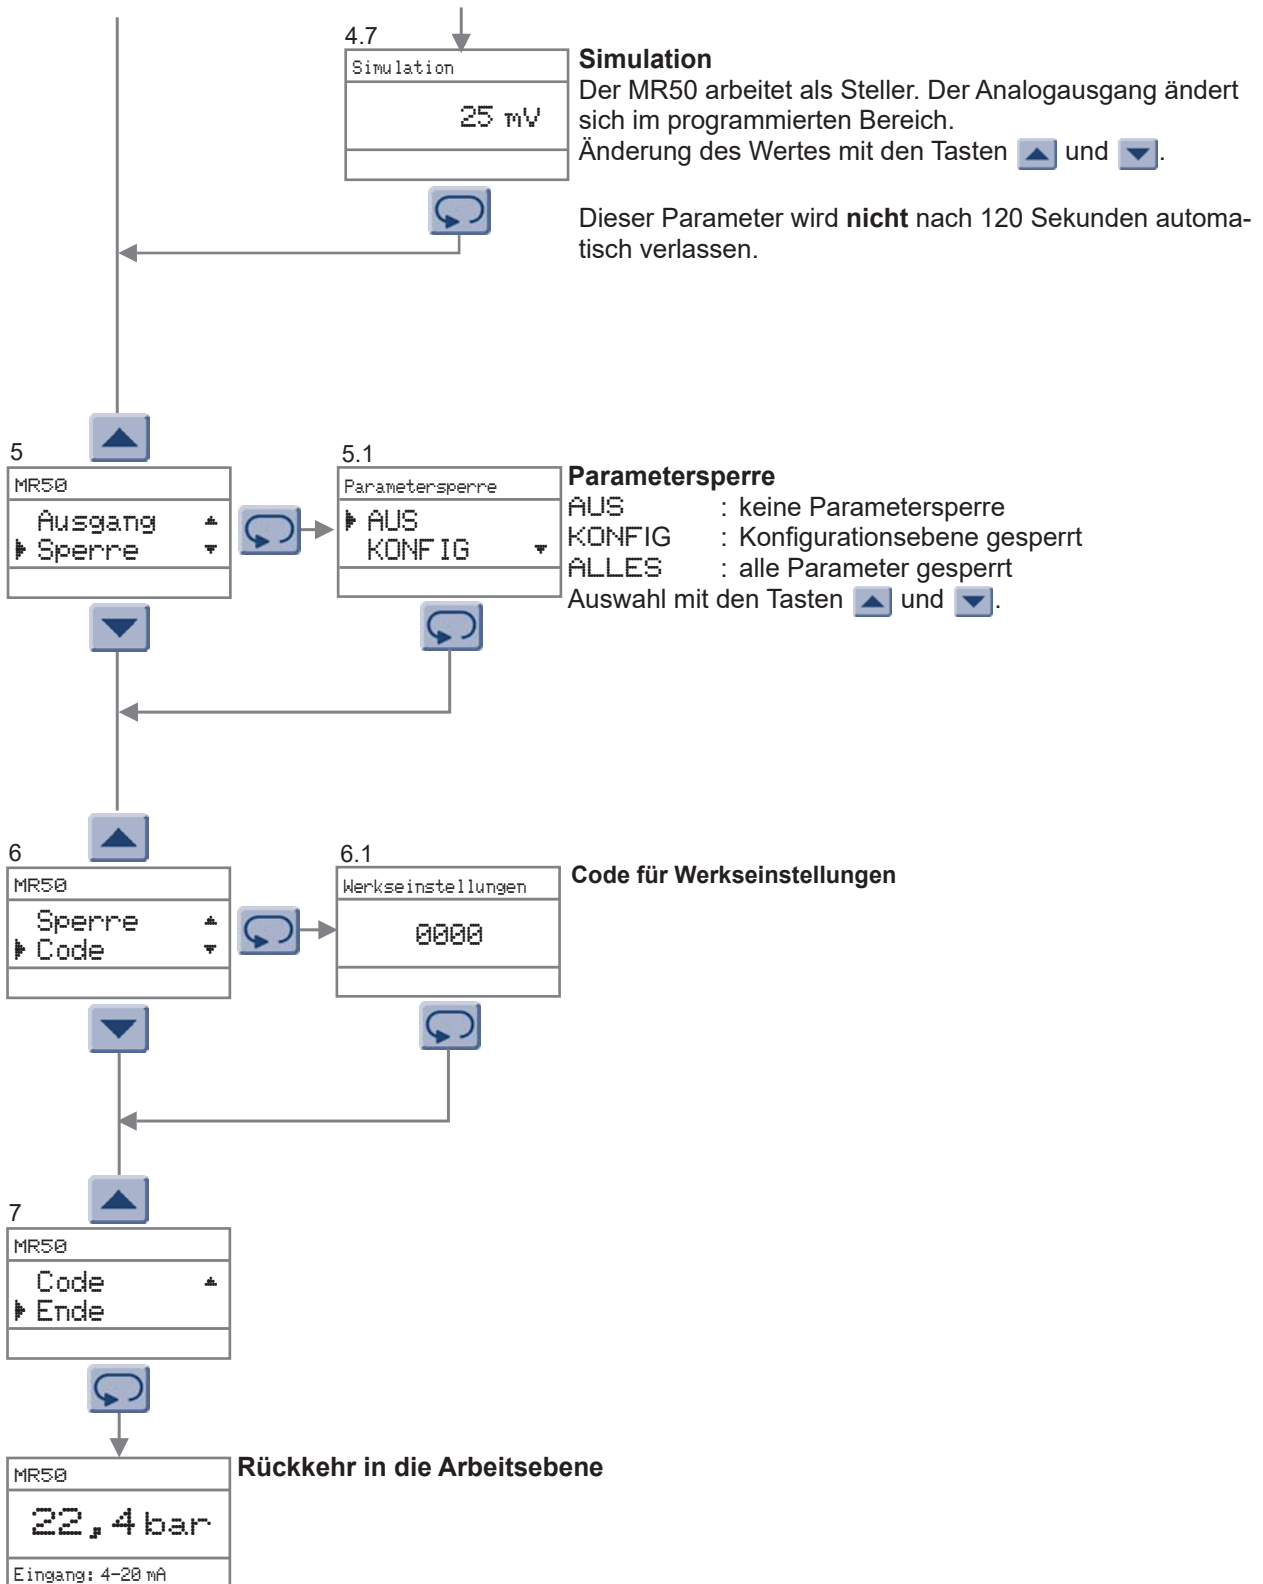 4.7
Simulation
25 mV
Simulation
Der MR50 arbeitet als Steller. Der Analogausgang ändert
sich im programmierten Bereich.
Änderung des Wertes mit den Tasten und .
Dieser Parameter wird nicht nach 120 Sekunden automa-
tisch verlassen.
5
MR50
Ausgang
Sperre
5.1
Parametersperre
AUS
KONFIG
Parametersperre
AUS : keine Parametersperre
KONFIG : Konfigurationsebene gesperrt
ALLES : alle Parameter gesperrt
Auswahl mit den Tasten und .
6
MR50
Sperre
Code
6.1
Werkseinstellungen
0000
Code für Werkseinstellungen
7
MR50
Code
Ende
MR50
22,4 bar
Eingang: 4-20 mA
Rückkehr in die Arbeitsebene